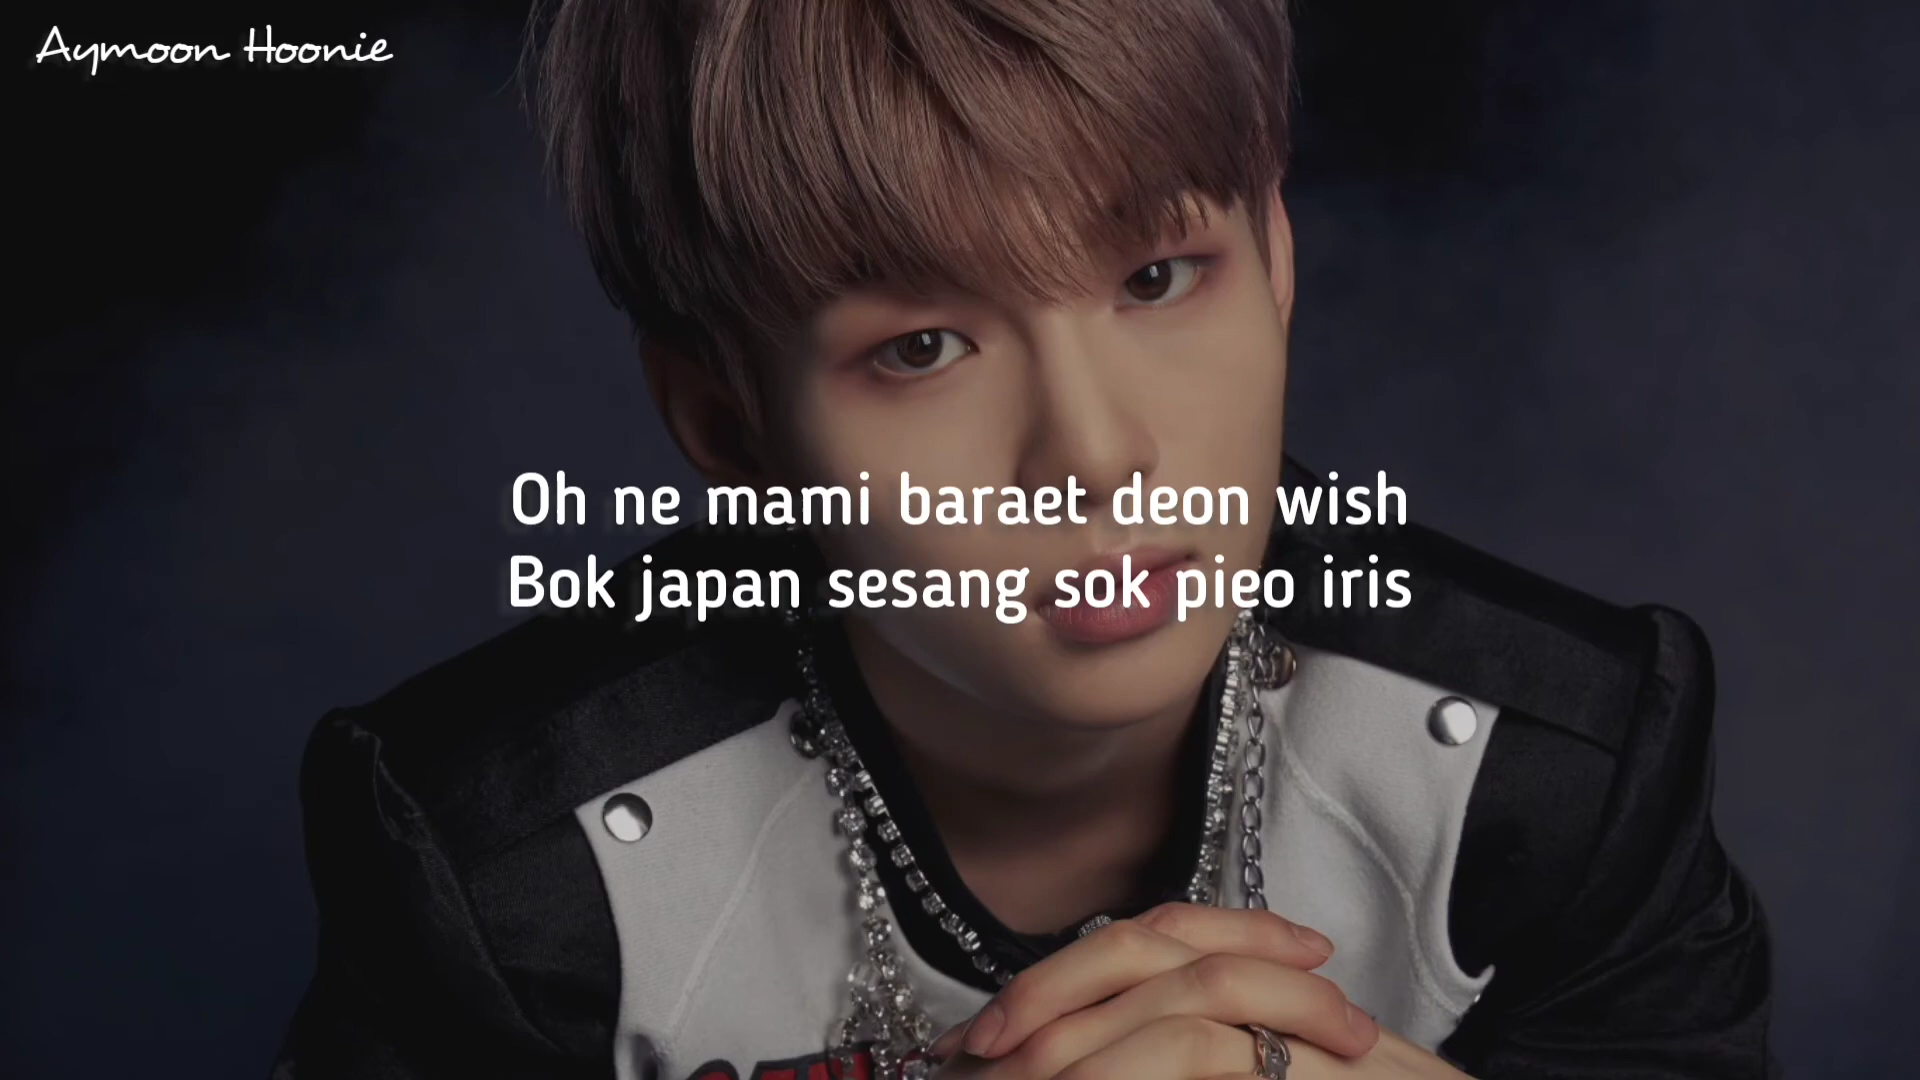 Aymoon Hoonie
Oh ne mami baraet deon wish
Bok japan sesang sok pieo iris